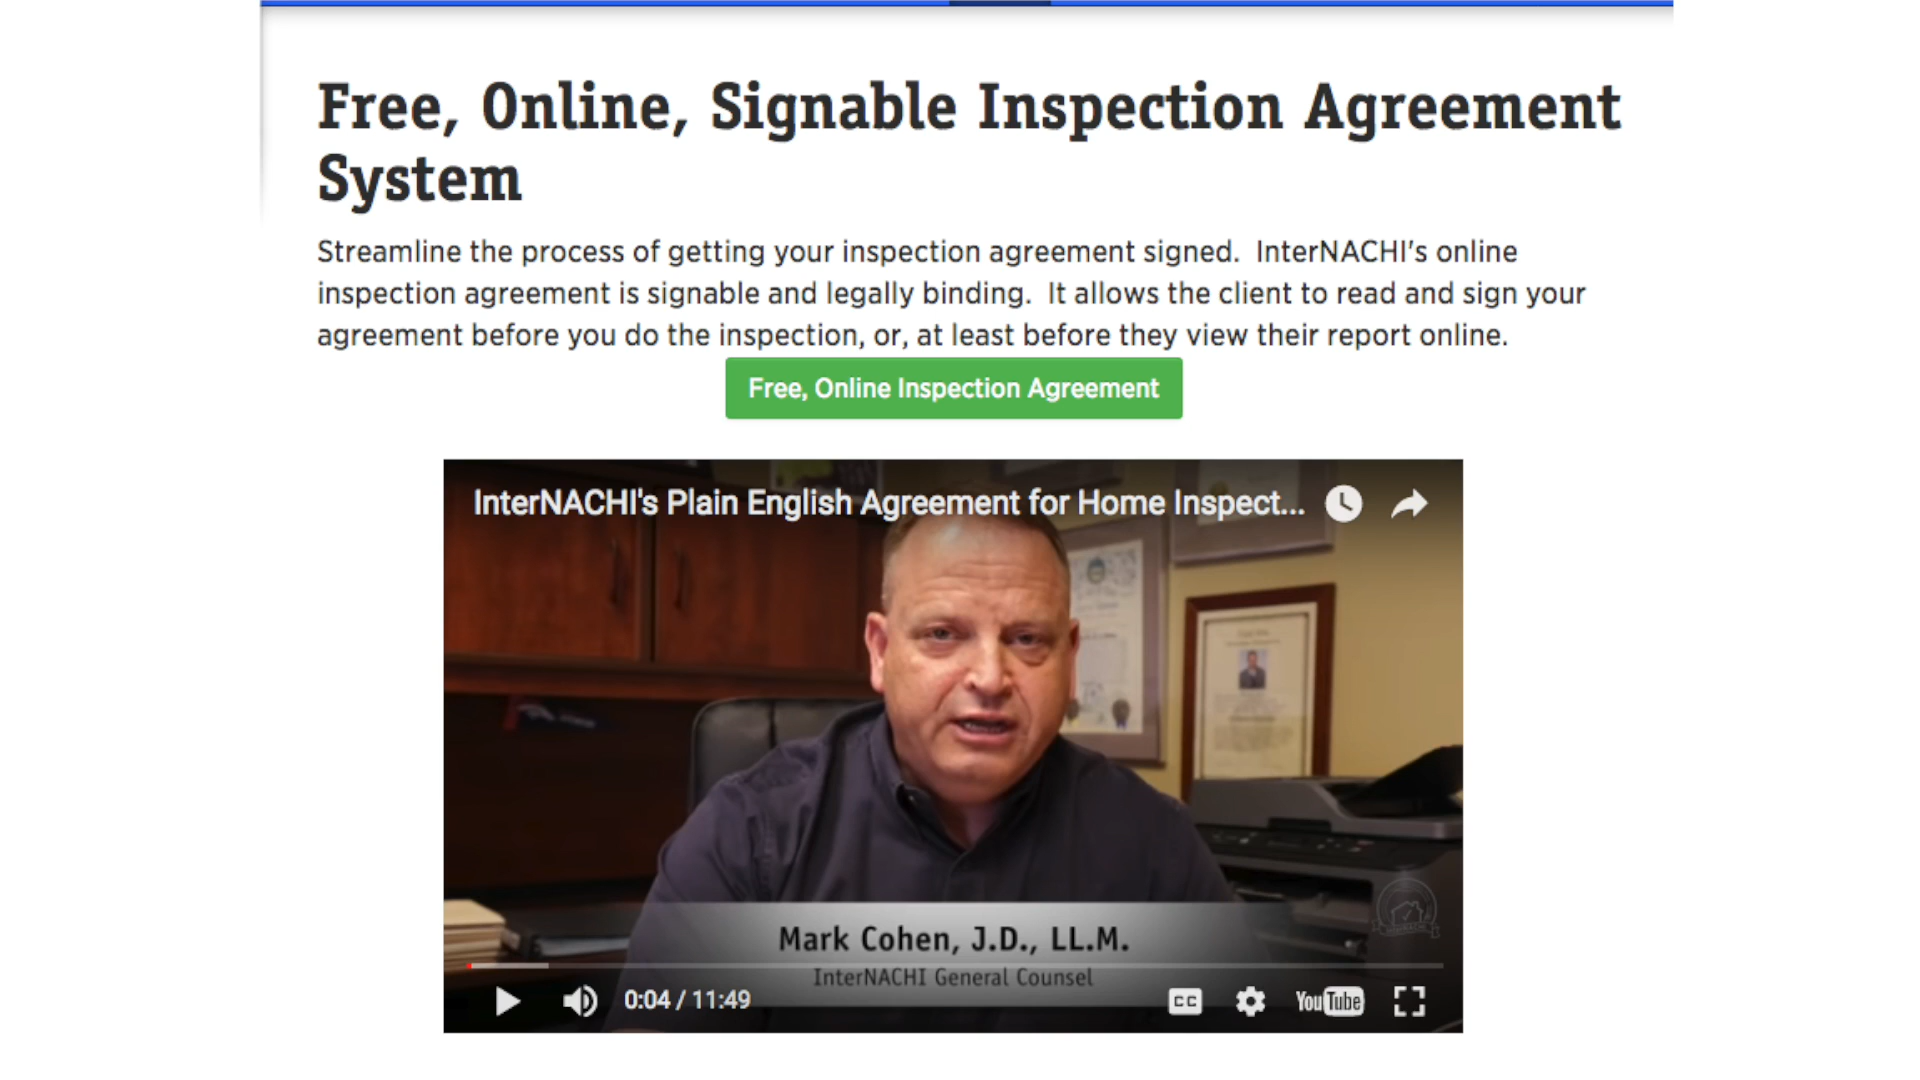 Free, Online, Signable Inspection Agreement
System
Streamline the process of getting your inspection agreement signed.  InterNACHI's online
inspection agreement is signable and legally binding.  It allows the client to read and sign your
agreement before you do the inspection, or, at least before they view their report online.
Free, Online Inspection Agreement
InterNACHI's Plain English Agreement for Home Inspect...
Mark Cohen, J.D., LL.M.
InterNACHI General Counsel
0:04 / 11:49
CC
YouTube